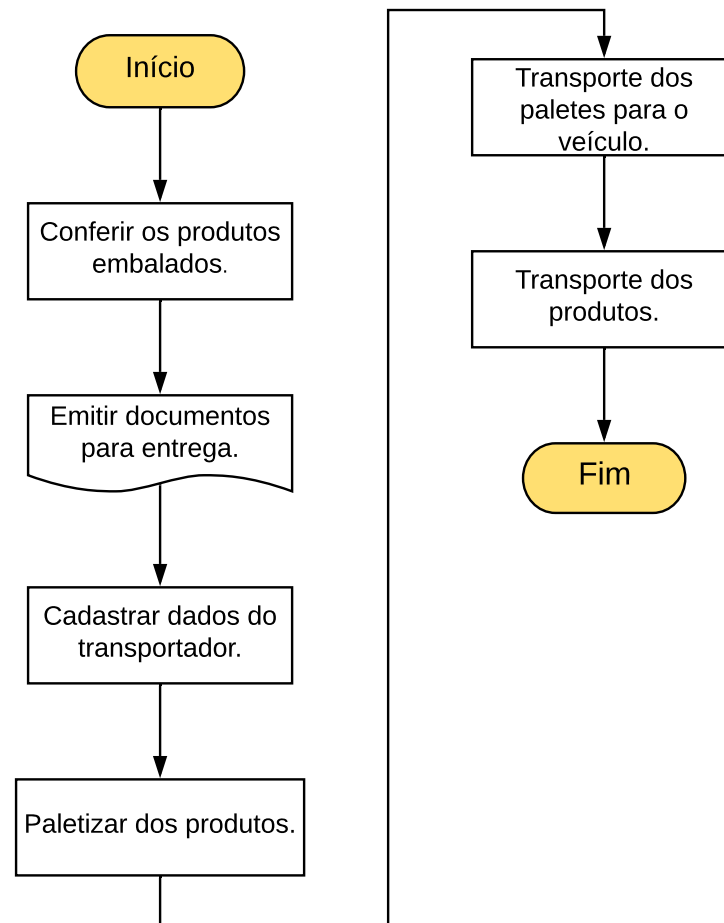 Início
Conferir os produtos
embalados.
Emitir documentos
para entrega.
Cadastrar dados do
transportador.
Paletizar dos produtos.
Transporte dos
paletes para o
veículo.
Transporte dos
produtos.
Fim